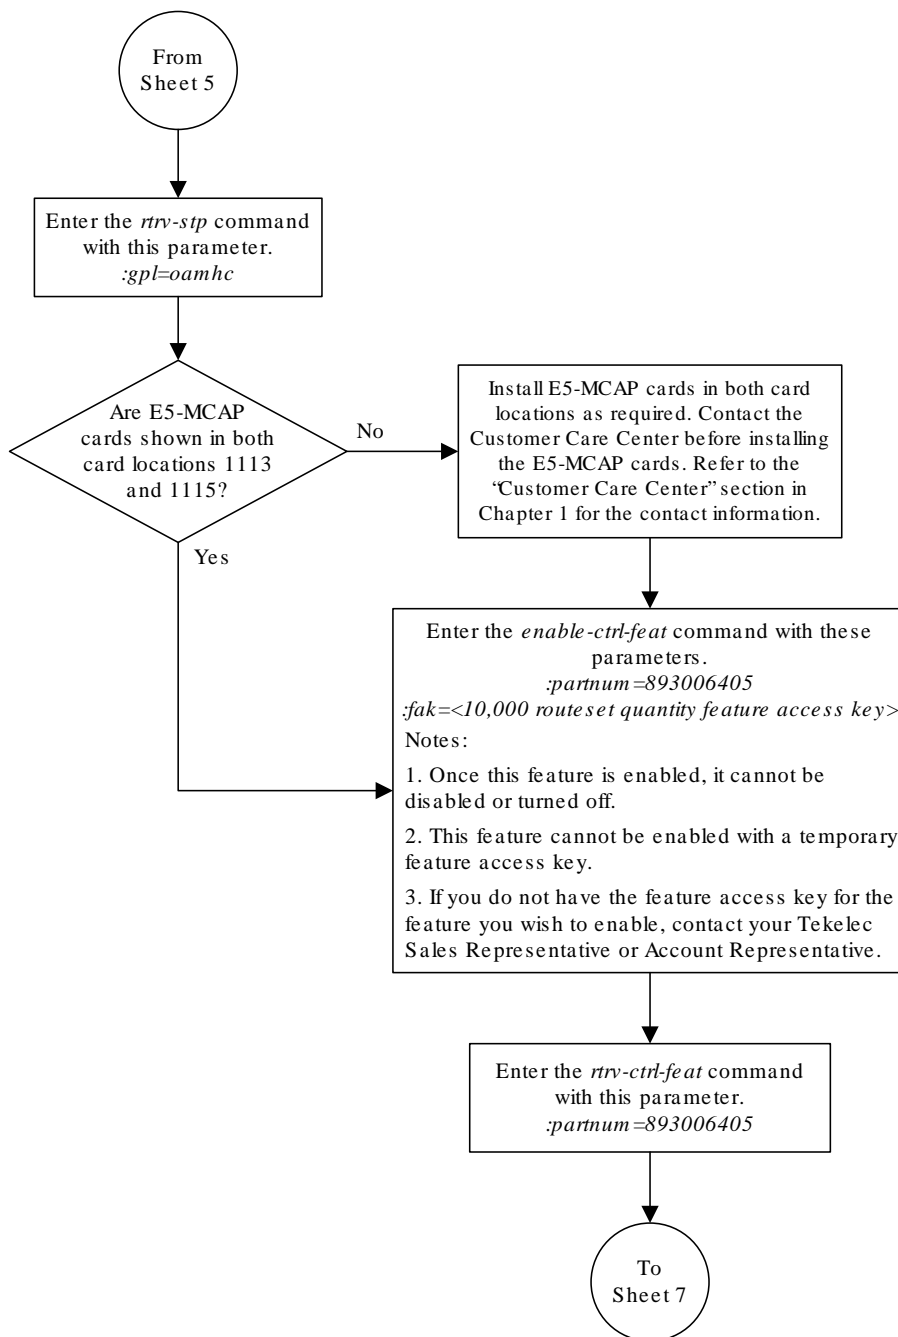 From
Sheet 5
Enter the rtrv-stp command
with this parameter.
:gpl=oamhc
Are E5-MCAP
cards shown in both
card locations 1113
and 1115?
No
Yes
Install E5-MCAP cards in both card
locations as required. Contact the
Customer Care Center before installing
the E5-MCAP cards. Refer to the
“Customer Care Center” section in
Chapter 1 for the contact information.
Enter the enable-ctrl-feat command with these
parameters.
:partnum=893006405
:fak=<10,000 routeset quantity feature access key>
Notes:
1. Once this feature is enabled, it cannot be
disabled or turned off.
2. This feature cannot be enabled with a temporary
feature access key.
3. If you do not have the feature access key for the
feature you wish to enable, contact your Tekelec
Sales Representative or Account Representative.
Enter the rtrv-ctrl-feat command
with this parameter.
:partnum=893006405
To
Sheet 7